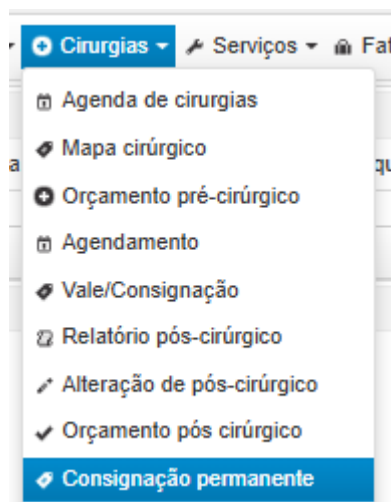 Cirurgias Serviços Fat
Agenda de cirurgias
Mapa cirúrgico
Orçamento pré-cirúrgico
Agendamento
Vale/Consignação
Relatório pós-cirúrgico
Alteração de pós-cirúrgico
Orçamento pós cirúrgico
Consignação permanente